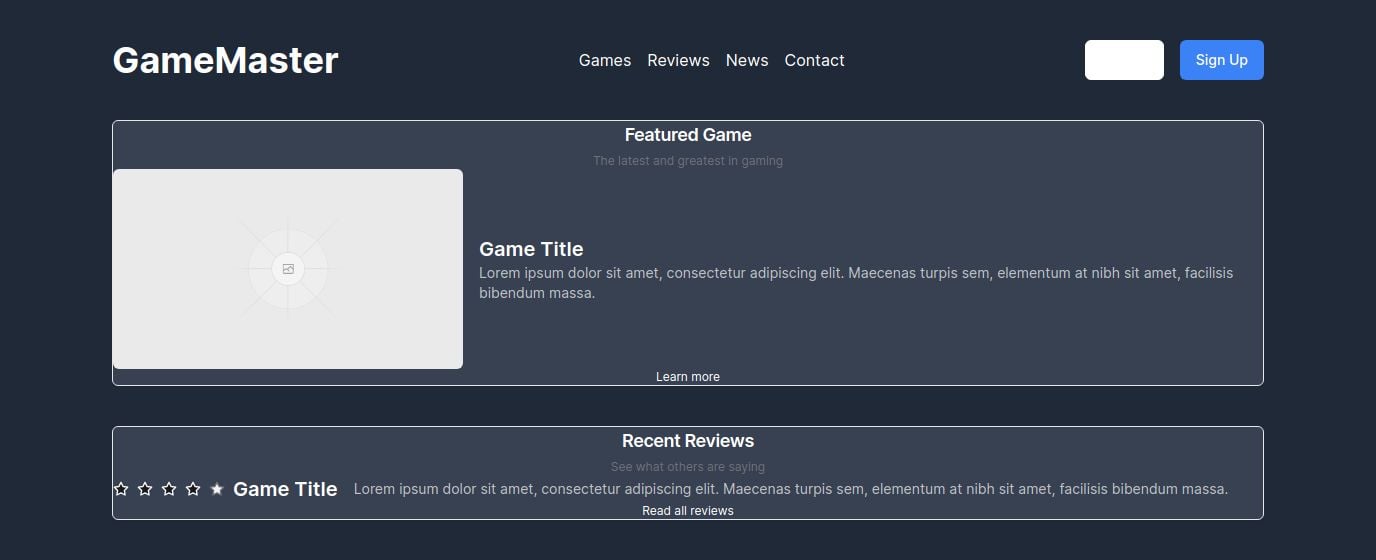 GameMaster
Games Reviews News Contact
Sign Up
Featured Game
The latest and greatest in gaming
Game Title
Lorem ipsum dolor sit amet, consectetur adipiscing elit. Maecenas turpis sem, elementum at nibh sit amet, facilisis
bibendum massa.
Learn more
Recent Reviews
See what others are saying
Game Title Lorem ipsum dolor sit amet, consectetur adipiscing elit. Maecenas turpis sem, elementum at nibh sit amet, facilisis bibendum massa.
Read all reviews